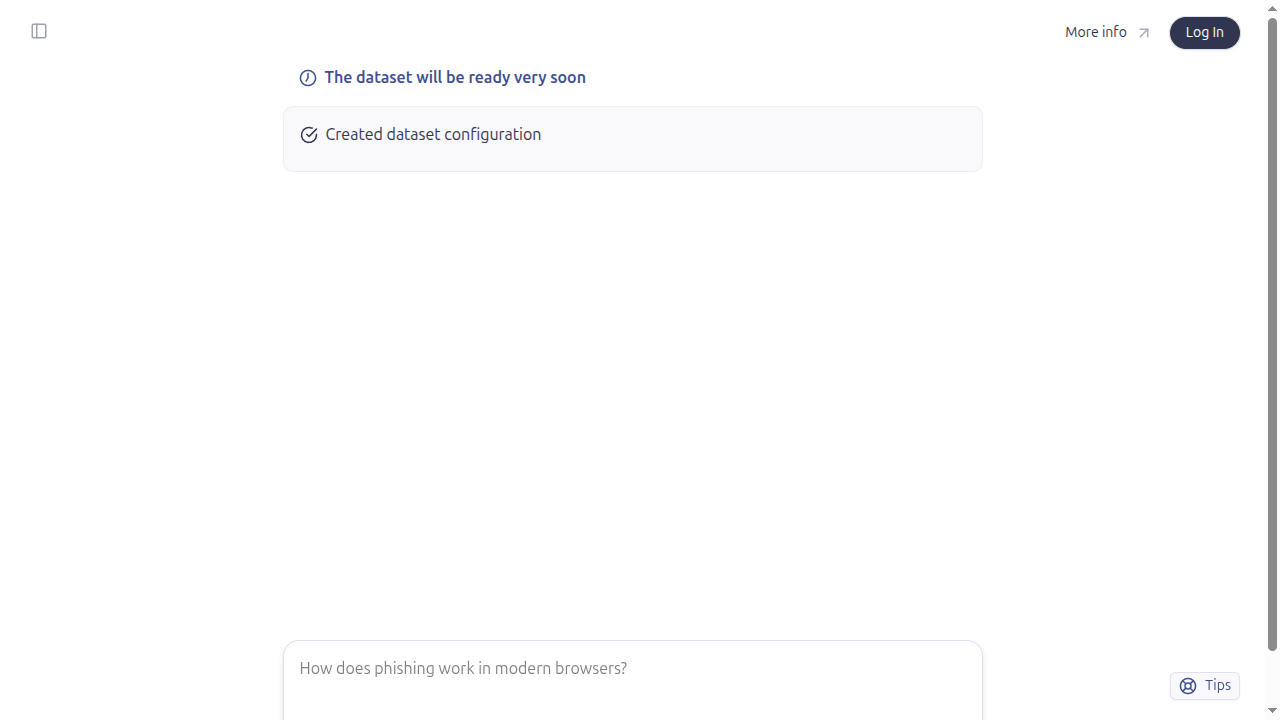 More info
Log In
The dataset will be ready very soon
Created dataset configuration
How does phishing work in modern browsers?
Tips